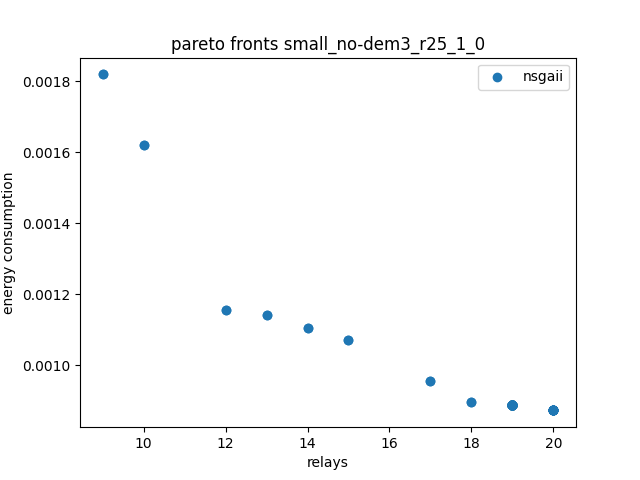 pareto fronts small_no-dem3_r25_1_0
nsgaii
0.0018
0.0016
0.0014
0.0012
0.0010
energy consumption
10 12 14 16 18 20
relays